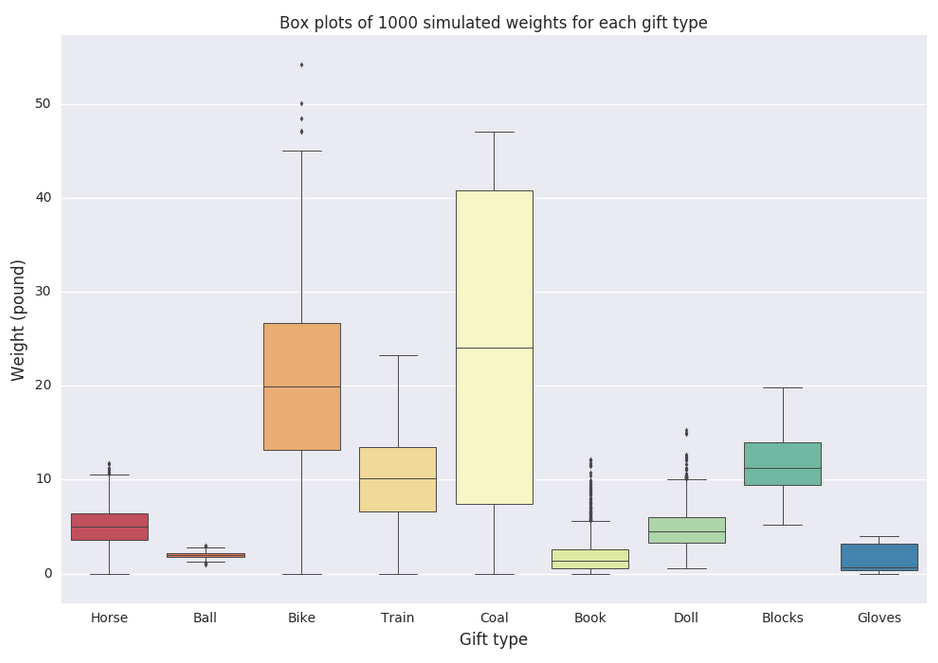 Box plots of 1000 simulated weights for each gift type
50
40
30
20
10
0
Weight (pound)
Horse Ball Bike Train Coal Book Doll Blocks Gloves
Gift type